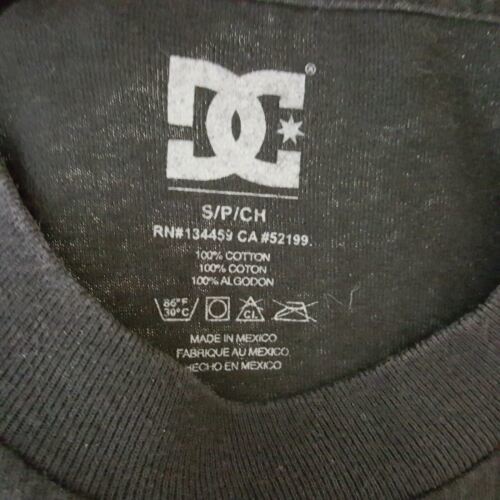 DC®
S/P/CH
RN#134459 CA #52199.
100% COTTON
100% COTON
100% ALGODON
86°F
30°C
CL
MADE IN MEXICO
FABRIQUE AU MEXICO
HECHO EN MEXICO